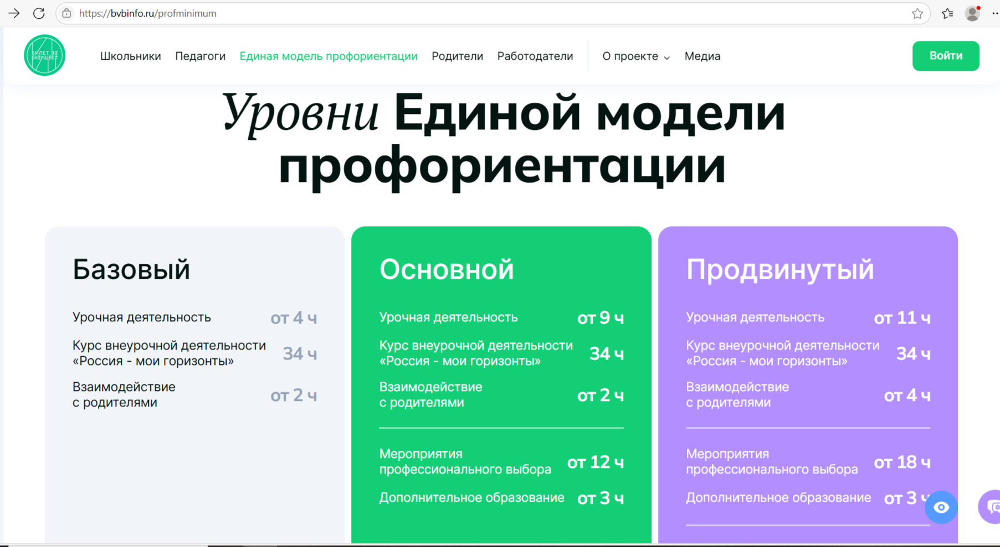 https://bvbinfo.ru/profminimum
БИЛЕТ В
БУДУЩЕЕ
Школьники Педагоги Единая модель профориентации Родители Работодатели О проекте Медиа Войти
Уровни Единой модели
профориентации
Базовый
Урочная деятельность от 4 ч
Курс внеурочной деятельности
«Россия - мои горизонты» 34 ч
Взаимодействие
с родителями от 2 ч
Основной
Урочная деятельность от 9 ч
Курс внеурочной деятельности
«Россия - мои горизонты» 34 ч
Взаимодействие
с родителями от 2 ч
Мероприятия
профессионального выбора от 12 ч
Дополнительное образование от 3 ч
Продвинутый
Урочная деятельность от 11 ч
Курс внеурочной деятельности
«Россия - мои горизонты» 34 ч
Взаимодействие
с родителями от 4 ч
Мероприятия
профессионального выбора от 18 ч
Дополнительное образование от 3 ч